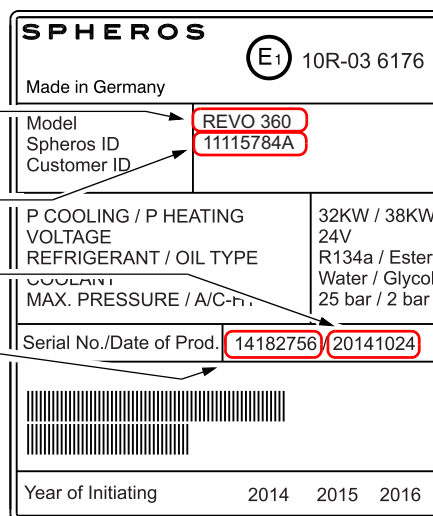 SPHEROS
E1 10R-03 6176
Made in Germany
Model REVO 360
Spheros ID 11115784A
Customer ID
P COOLING / P HEATING 32KW / 38KW
VOLTAGE 24V
REFRIGERANT / OIL TYPE R134a / Ester
COOLANT Water / Glycol
MAX. PRESSURE / A/C-HT 25 bar / 2 bar
Serial No./Date of Prod. 14182756 / 20141024
Year of Initiating 2014 2015 2016